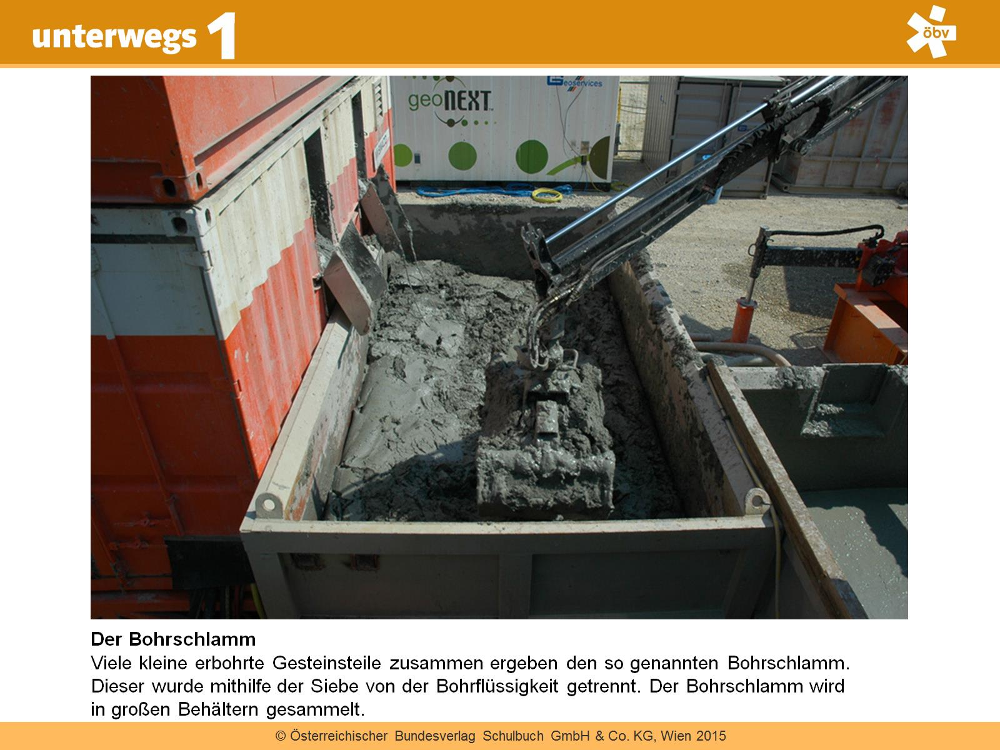 unterwegs 1
öbv
geoNEXT™
Geoservices
Der Bohrschlamm
Viele kleine erbohrte Gesteinsteile zusammen ergeben den so genannten Bohrschlamm.
Dieser wurde mithilfe der Siebe von der Bohrflüssigkeit getrennt. Der Bohrschlamm wird
in großen Behältern gesammelt.
© Österreichischer Bundesverlag Schulbuch GmbH & Co. KG, Wien 2015